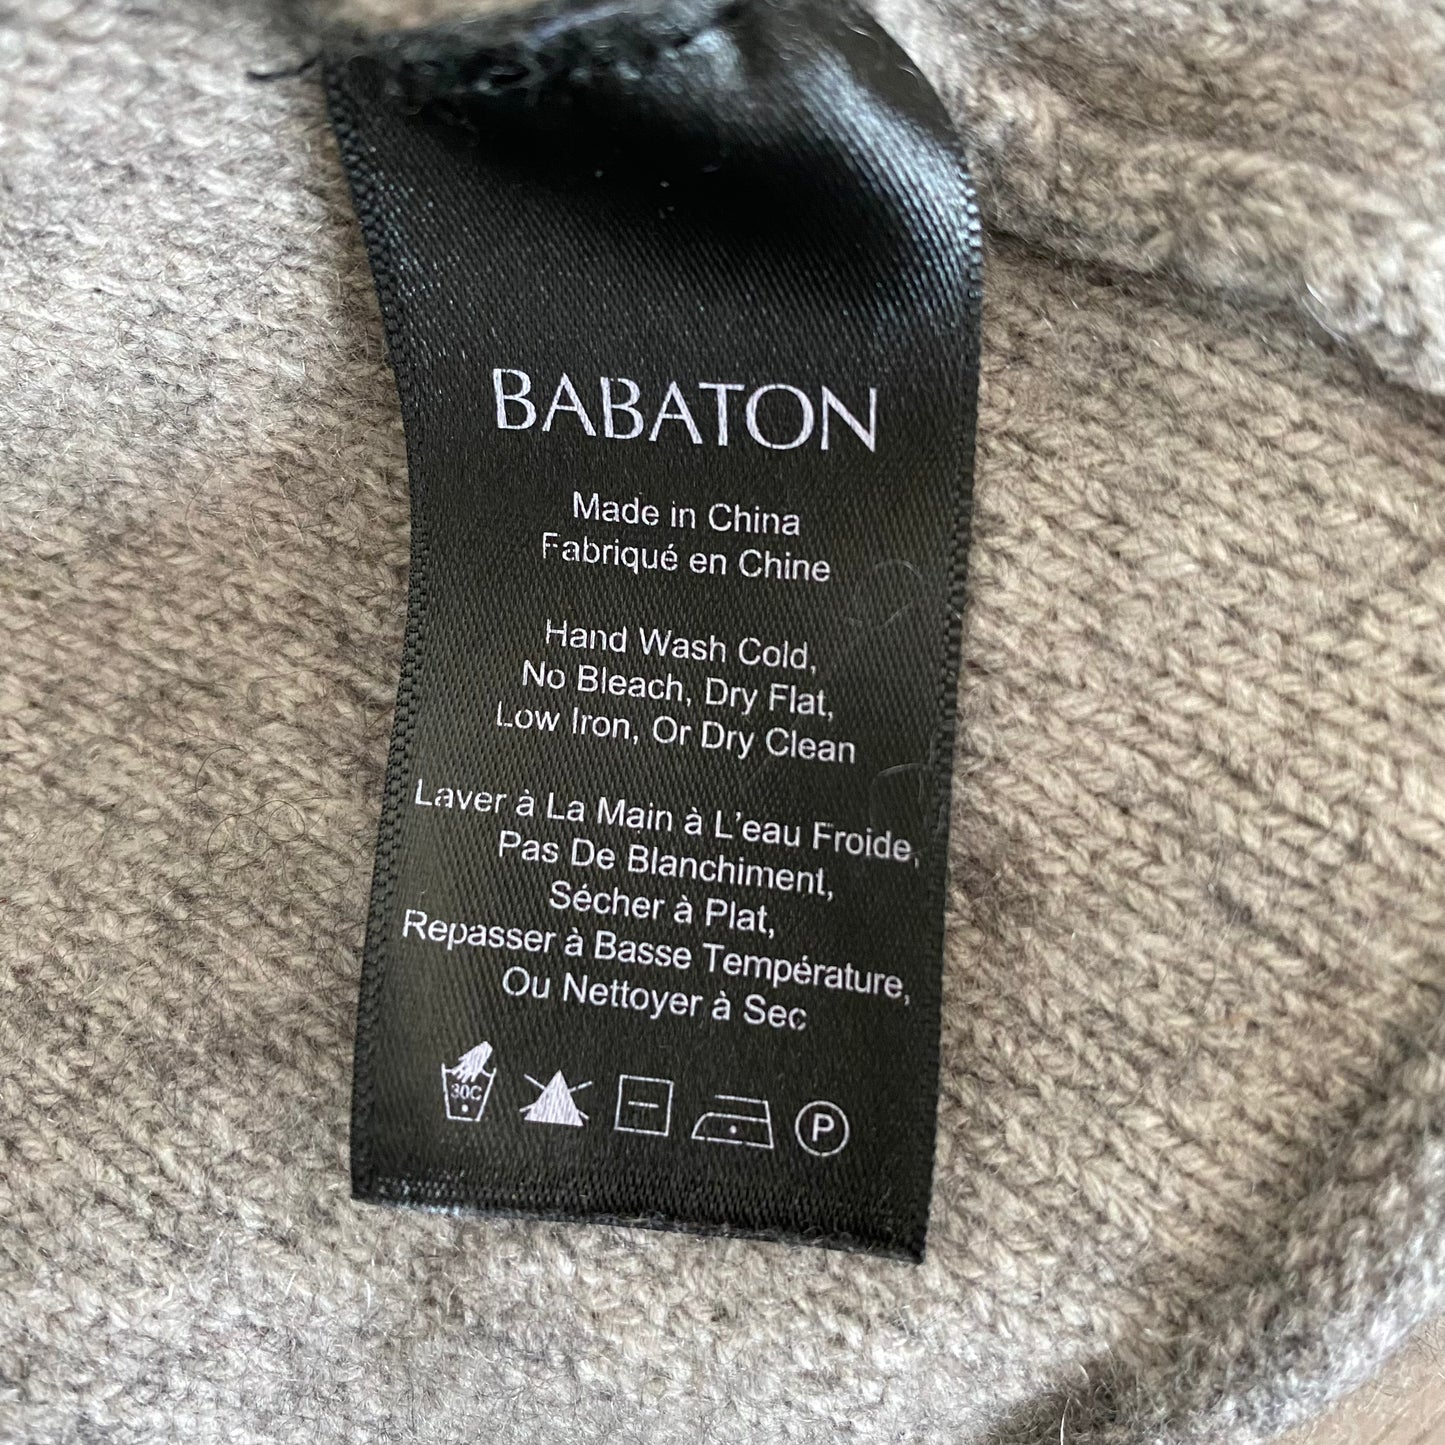 BABATON
Made in China
Fabriqué en Chine
Hand Wash Cold,
No Bleach, Dry Flat,
Low Iron, Or Dry Clean
Laver à La Main à L'eau Froide,
Pas De Blanchiment,
Sécher à Plat,
Repasser à Basse Température,
Ou Nettoyer à Sec
30C
P